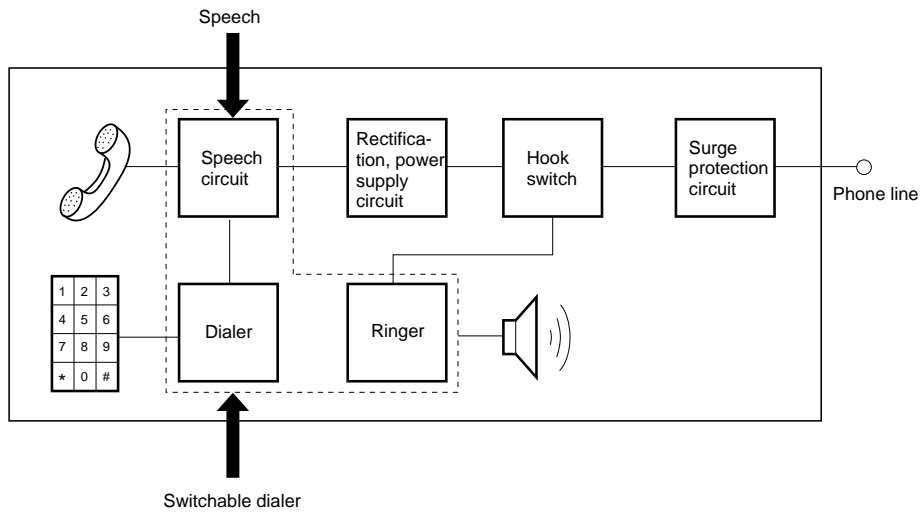 Speech
Speech
circuit
Rectifica-
tion, power
supply
circuit
Hook
switch
Surge
protection
circuit
Phone line
1 2 3
4 5 6
7 8 9
* 0 #
Dialer
Ringer
Switchable dialer